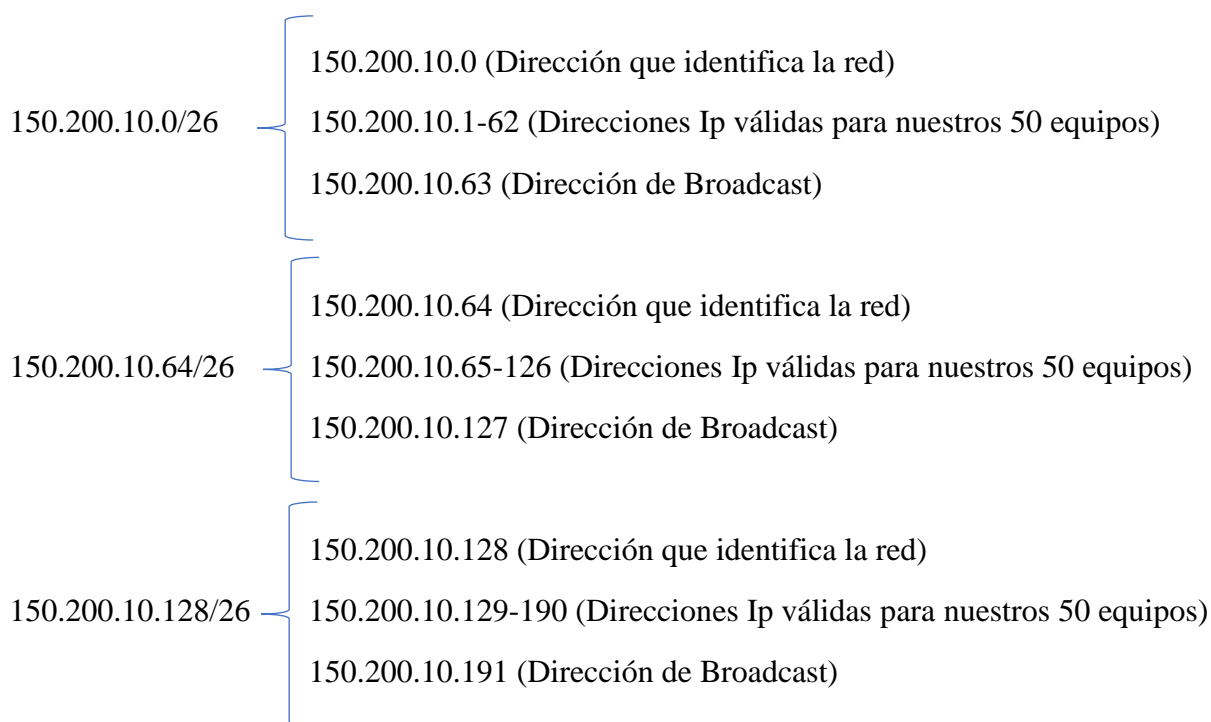 150.200.10.0 (Dirección que identifica la red)
150.200.10.0/26
150.200.10.1-62 (Direcciones Ip válidas para nuestros 50 equipos)
150.200.10.63 (Dirección de Broadcast)
150.200.10.64 (Dirección que identifica la red)
150.200.10.64/26
150.200.10.65-126 (Direcciones Ip válidas para nuestros 50 equipos)
150.200.10.127 (Dirección de Broadcast)
150.200.10.128 (Dirección que identifica la red)
150.200.10.128/26
150.200.10.129-190 (Direcciones Ip válidas para nuestros 50 equipos)
150.200.10.191 (Dirección de Broadcast)